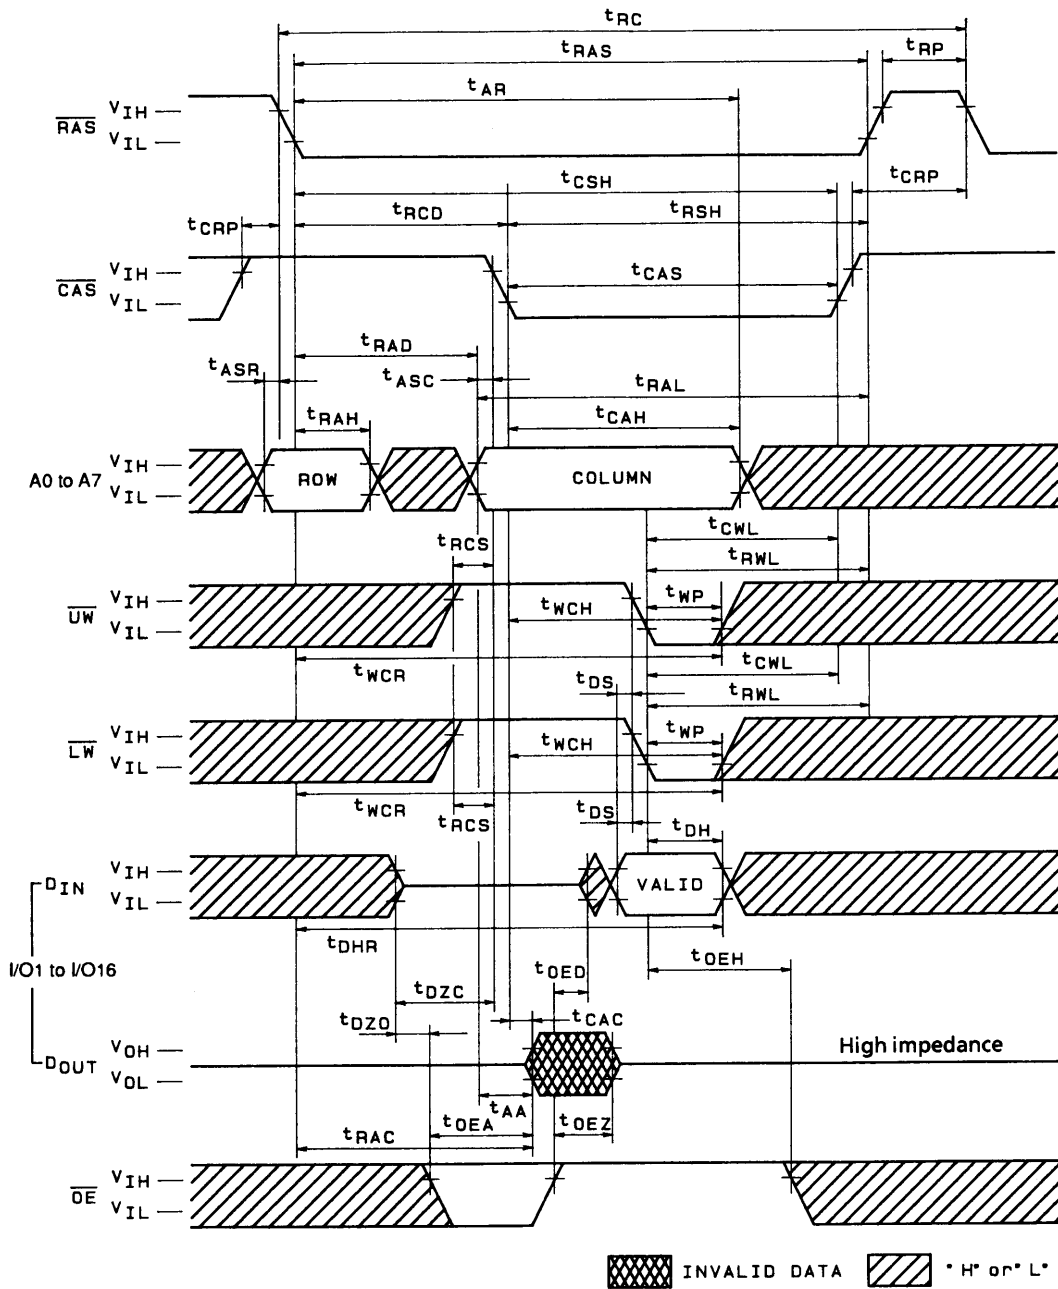 tRC
tRAS
tRP
tAR
RAS
VIH
VIL
tCSH
tCRP
tRCD
tRSH
tCRP
CAS
VIH
VIL
tCAS
tRAD
tASR
tASC
tRAL
tRAH
tCAH
A0 to A7
VIH
VIL
ROW
COLUMN
tCWL
tRCS
tRWL
UW
VIH
VIL
tWCH
tWP
tCWL
tWCR
tDS
tRWL
LW
VIH
VIL
tWCH
tWP
tWCR
tRCS
tDS
tDH
DIN
VIH
VIL
VALID
tDHR
tOEH
I/O1 to I/O16
tOED
tDZC
tDZO
tCAC
DOUT
VOH
VOL
High impedance
tAA
tOEA
tOEZ
tRAC
OE
VIH
VIL
INVALID DATA
"H" or "L"